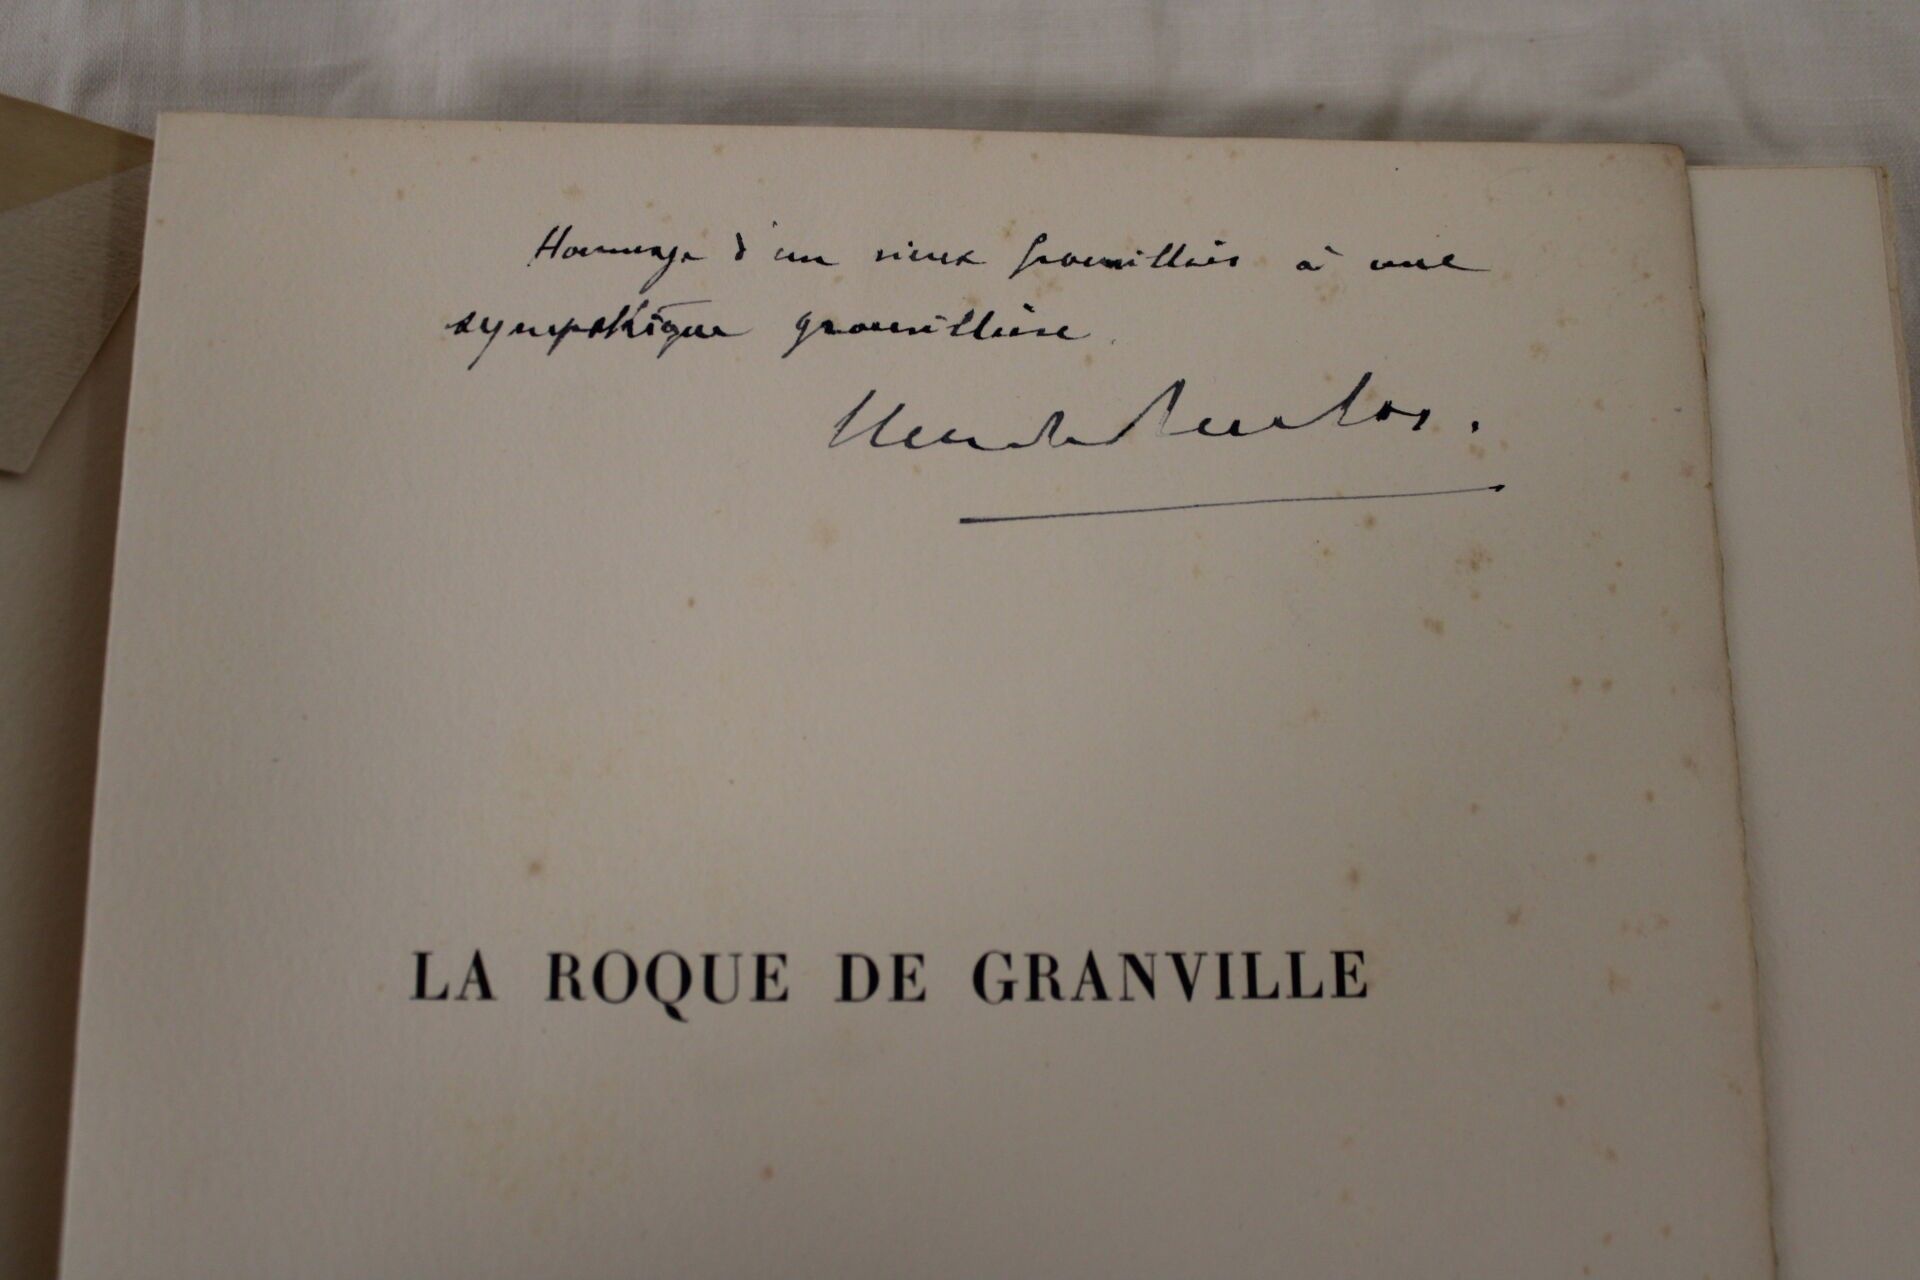 Hommage d'un vieux granvillais à une
sympathique granvillaise.
LA ROQUE DE GRANVILLE